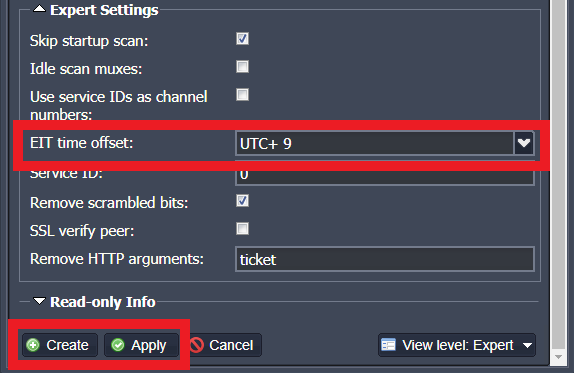 Expert Settings
Skip startup scan:
Idle scan muxes:
Use service IDs as channel
numbers:
EIT time offset: UTC+ 9
Service ID: 0
Remove scrambled bits:
SSL verify peer:
Remove HTTP arguments: ticket
Read-only Info
Create Apply Cancel View level: Expert